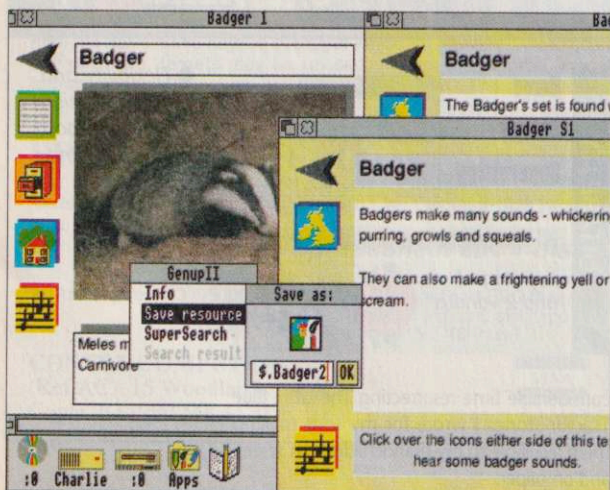 Badger 1
Badger
Meles m
Carnivore
GenupII
Info
Save resource
SuperSearch
Search result
Save as:
$.Badger2
OK
:0
Charlie
:0
Apps
Bad
Badger
The Badger's set is found
Badger S1
Badger
Badgers make many sounds - whickerin
purring, growls and squeals.
They can also make a frightening yell or
scream.
Click over the icons either side of this te
hear some badger sounds.